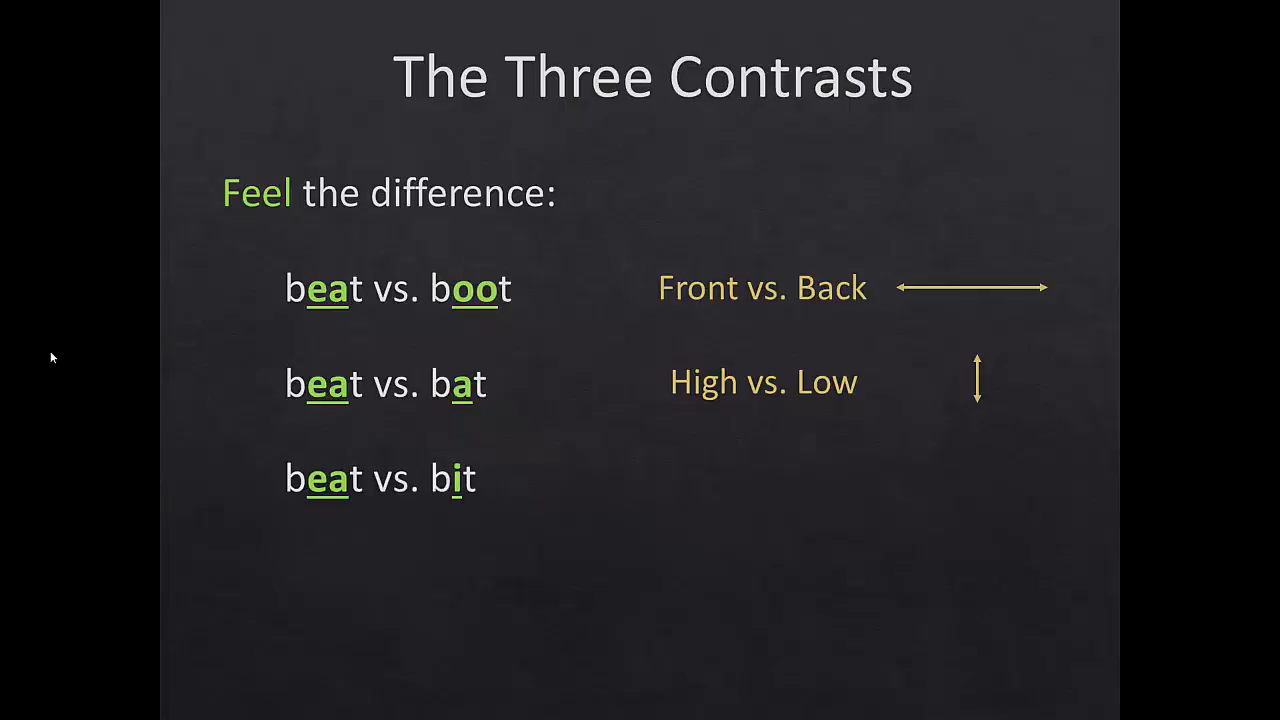 The Three Contrasts
Feel the difference:
beat vs. boot
Front vs. Back
beat vs. bat
High vs. Low
beat vs. bit